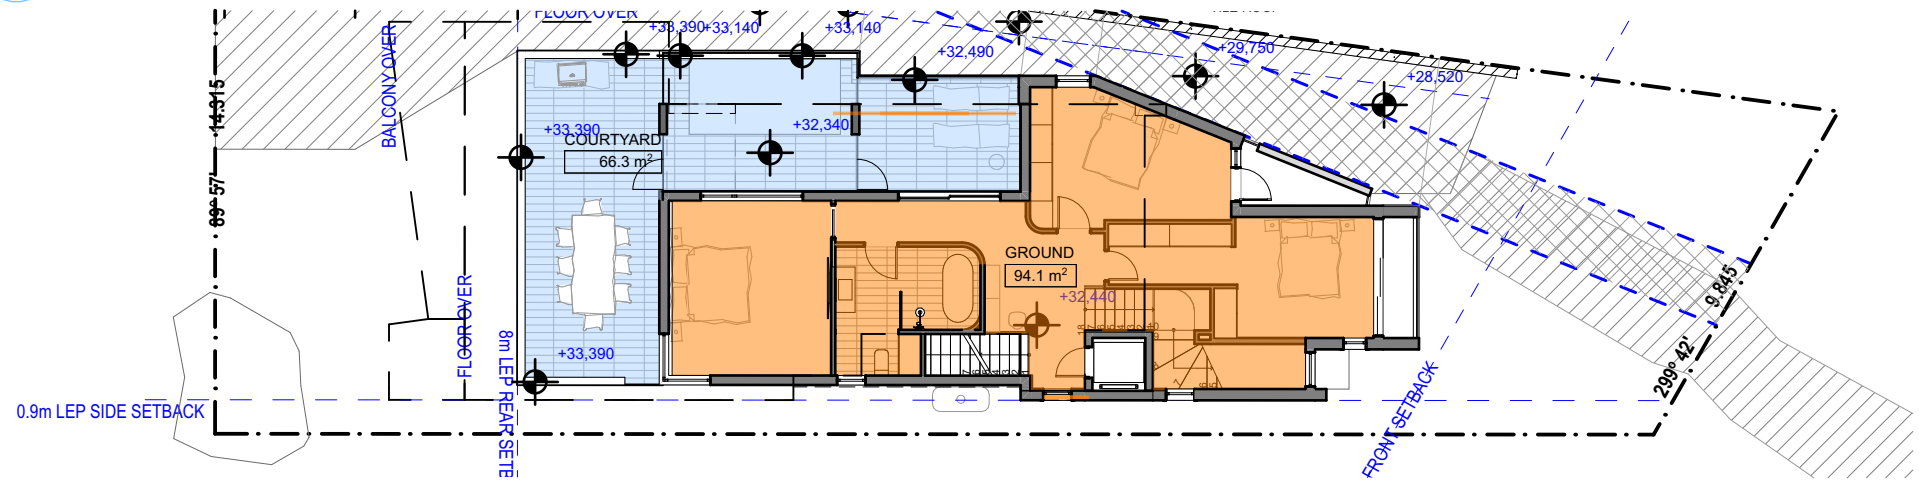 FLOOR OVER
+33,390
+33,140
+33,140
+32,490
+29,750
+28,520
14.315
BALCONY OVER
+33,390
+32,340
COURTYARD
66.3 m²
89° 57'
GROUND
94.1 m²
+32,440
9.845
FLOOR OVER
+33,390
8m LEP REAR SETB
299° 42'
0.9m LEP SIDE SETBACK
FRONT SETBACK